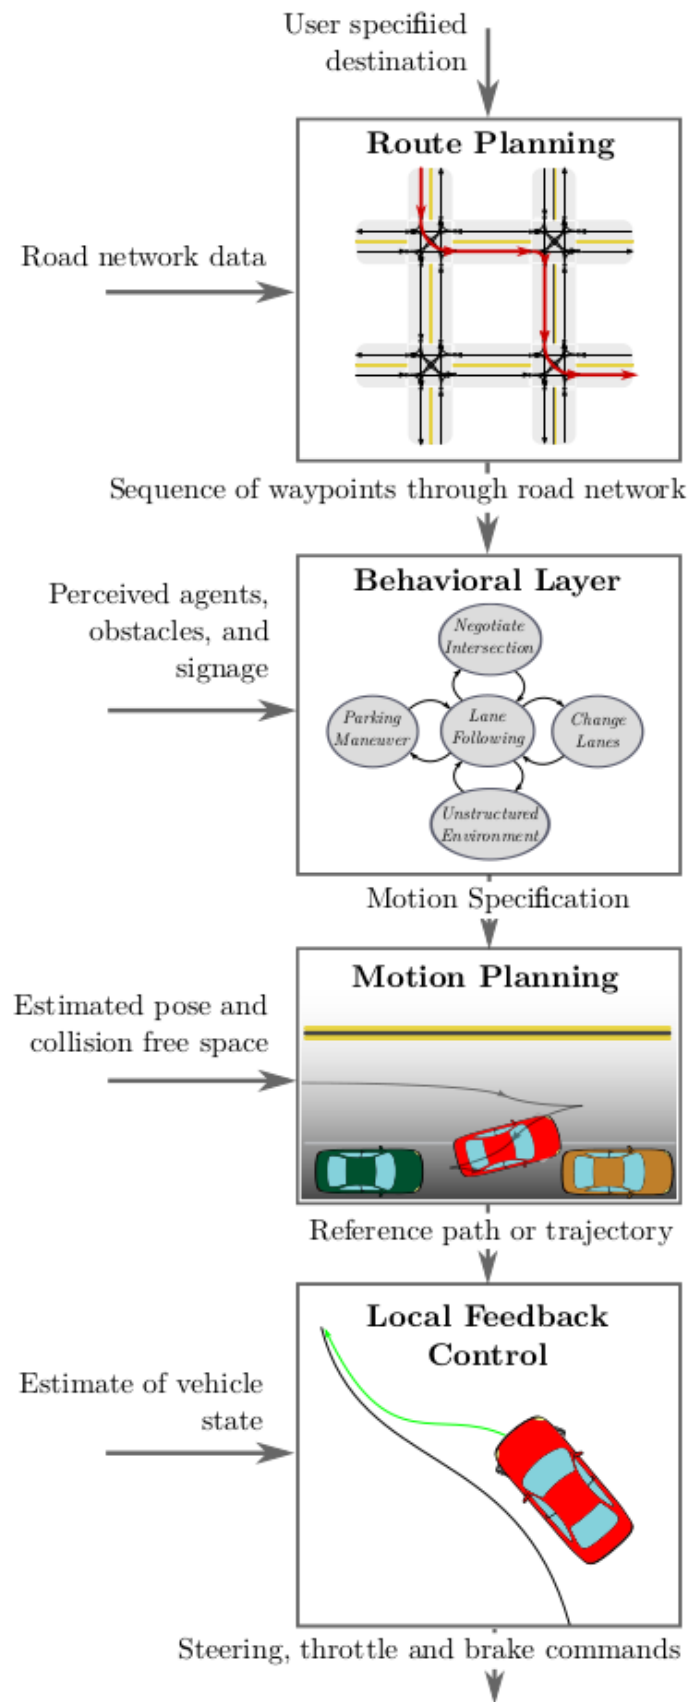 User specifiied
destination
Route Planning
Road network data
Sequence of waypoints through road network
Behavioral Layer
Perceived agents,
obstacles, and
signage
Negotiate
Intersection
Parking
Maneuver
Lane
Following
Change
Lanes
Unstructured
Environment
Motion Specification
Motion Planning
Estimated pose and
collision free space
Reference path or trajectory
Local Feedback
Control
Estimate of vehicle
state
Steering, throttle and brake commands